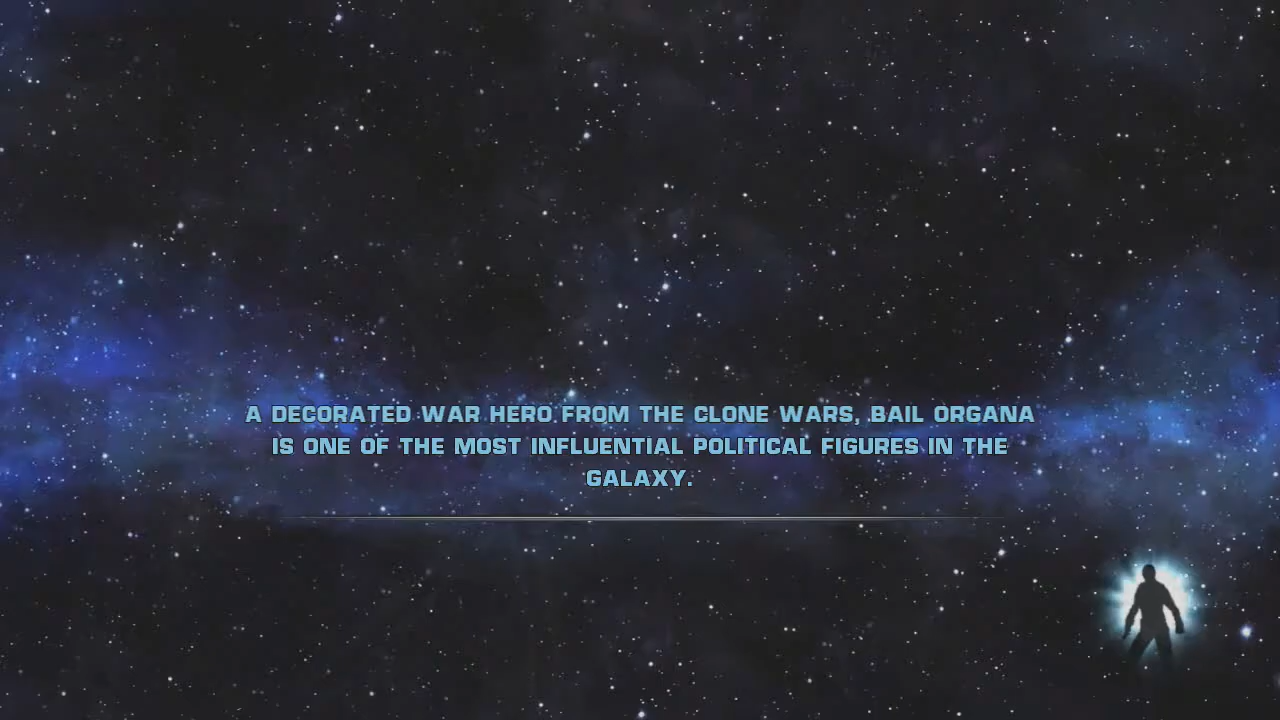 A DECORATED WAR HERO FROM THE CLONE WARS, BAIL ORGANA
IS ONE OF THE MOST INFLUENTIAL POLITICAL FIGURES IN THE
GALAXY.